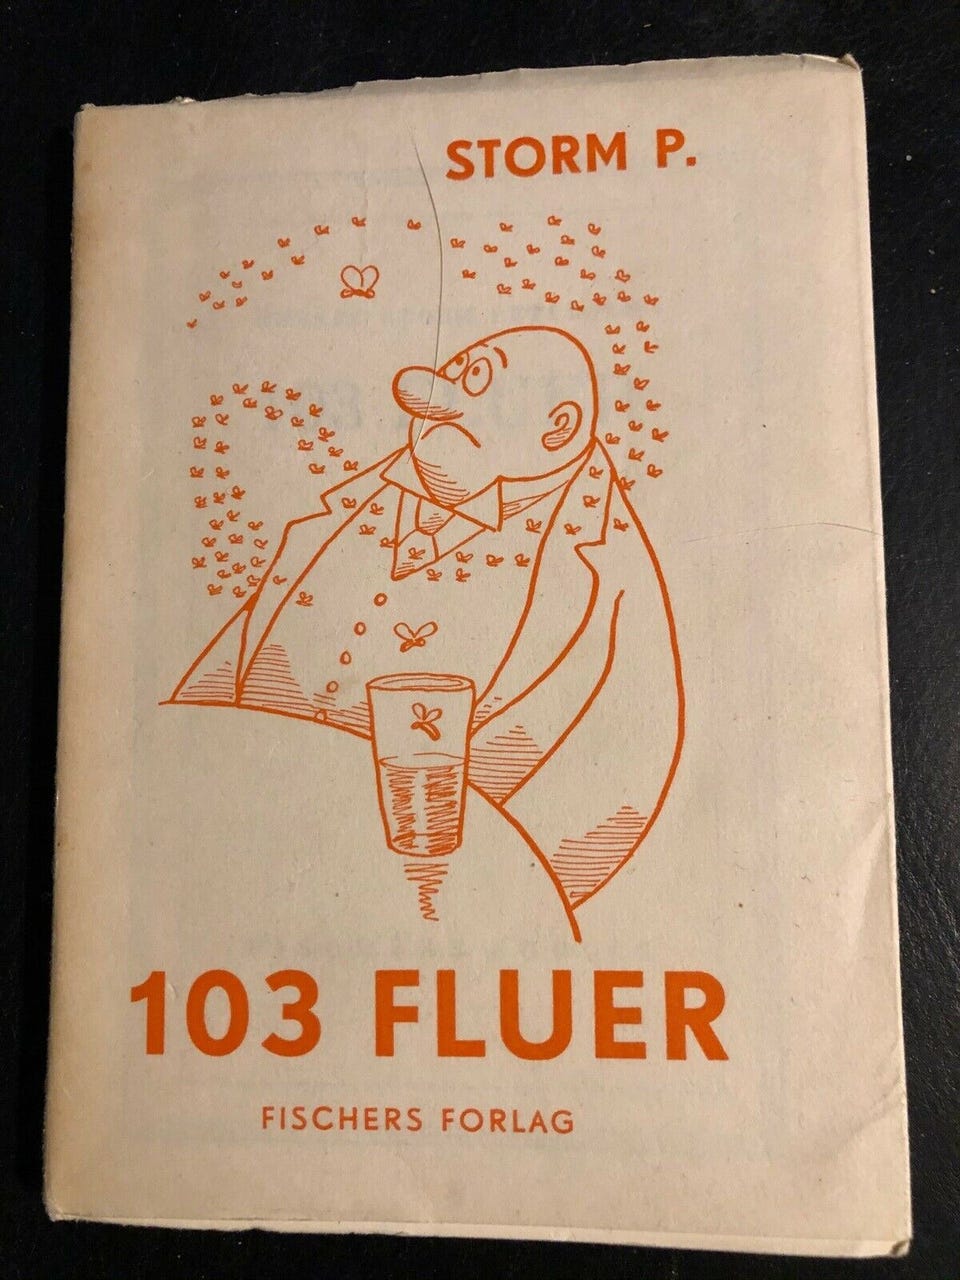 STORM P.
103 FLUER
FISCHERS FORLAG